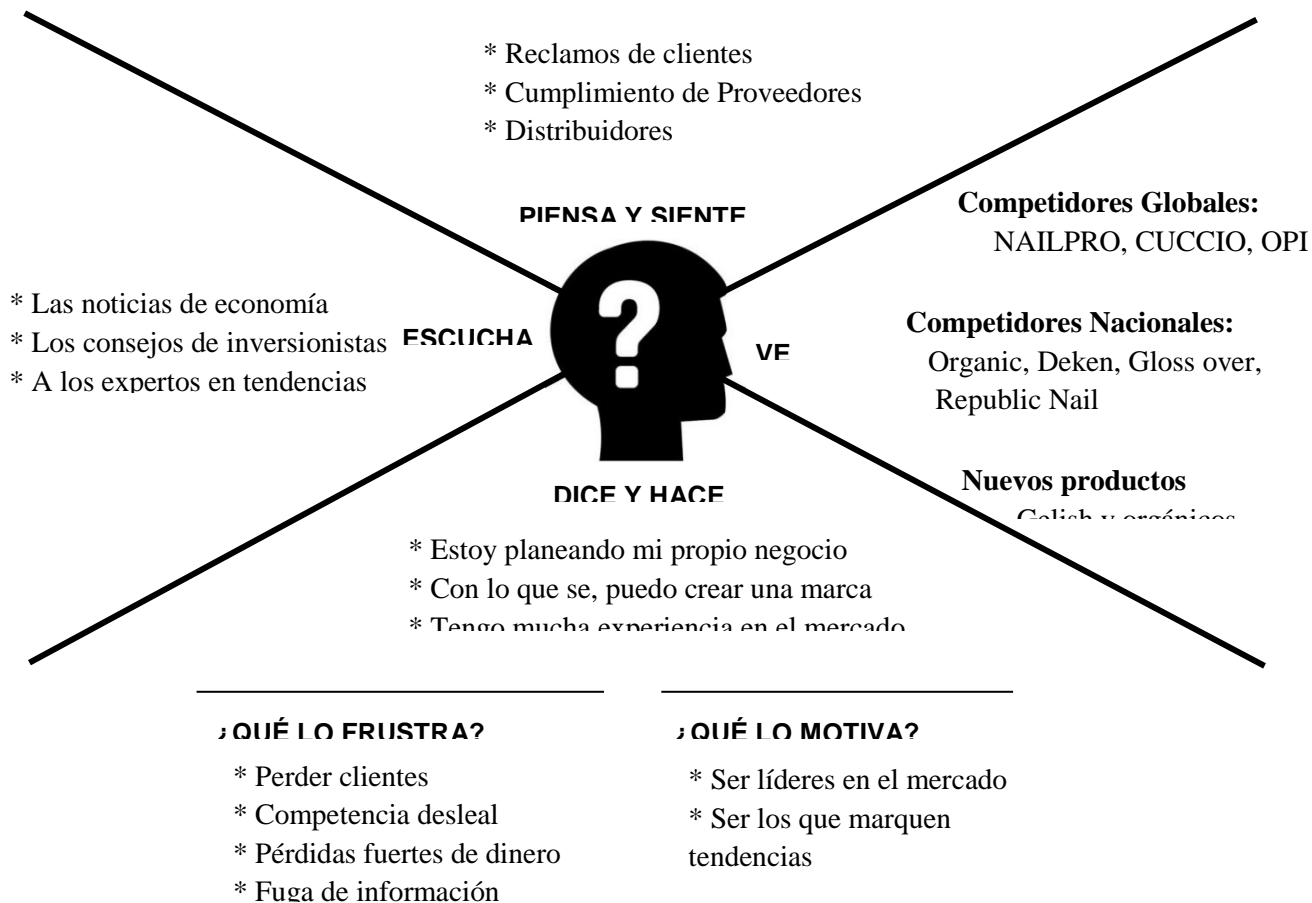 * Reclamos de clientes
* Cumplimiento de Proveedores
* Distribuidores
PIENSA Y SIENTE
Competidores Globales:
NAILPRO, CUCCIO, OPI
* Las noticias de economía
* Los consejos de inversionistas
* A los expertos en tendencias
ESCUCHA
?
VE
Competidores Nacionales:
Organic, Deken, Gloss over,
Republic Nail
Nuevos productos
Gelish y orgánicos
DICE Y HACE
* Estoy planeando mi propio negocio
* Con lo que se, puedo crear una marca
* Tengo mucha experiencia en el mercado
¿QUÉ LO FRUSTRA?
* Perder clientes
* Competencia desleal
* Pérdidas fuertes de dinero
* Fuga de información
¿QUÉ LO MOTIVA?
* Ser líderes en el mercado
* Ser los que marquen
tendencias